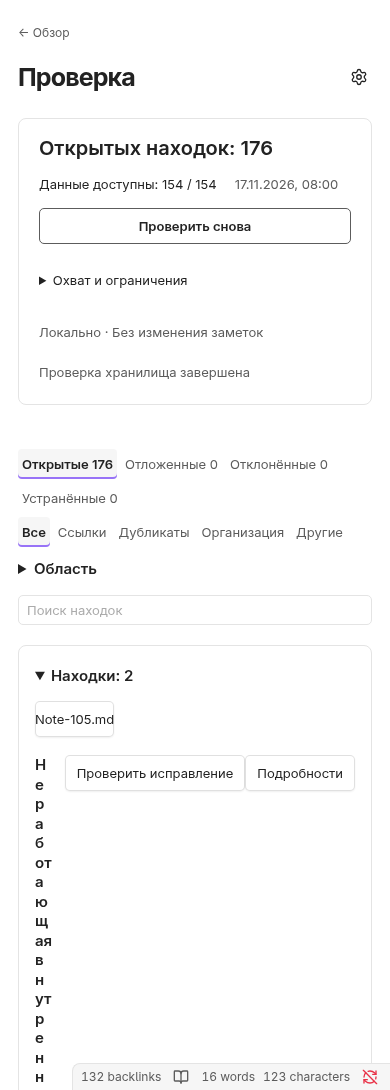 ← Обзор
Проверка
Открытых находок: 176
Данные доступны: 154 / 154 17.11.2026, 08:00
Проверить снова
Охват и ограничения
Локально · Без изменения заметок
Проверка хранилища завершена
Открытые 176 Отложенные 0 Отклонённые 0
Устранённые 0
Все Ссылки Дубликаты Организация Другие
Область
Поиск находок
Находки: 2
Note-105.md
Проверить исправление Подробности
Н
е
р
а
б
от
а
ю
щ
ая
в
н
ут
р
е
н
н
132 backlinks 16 words 123 characters